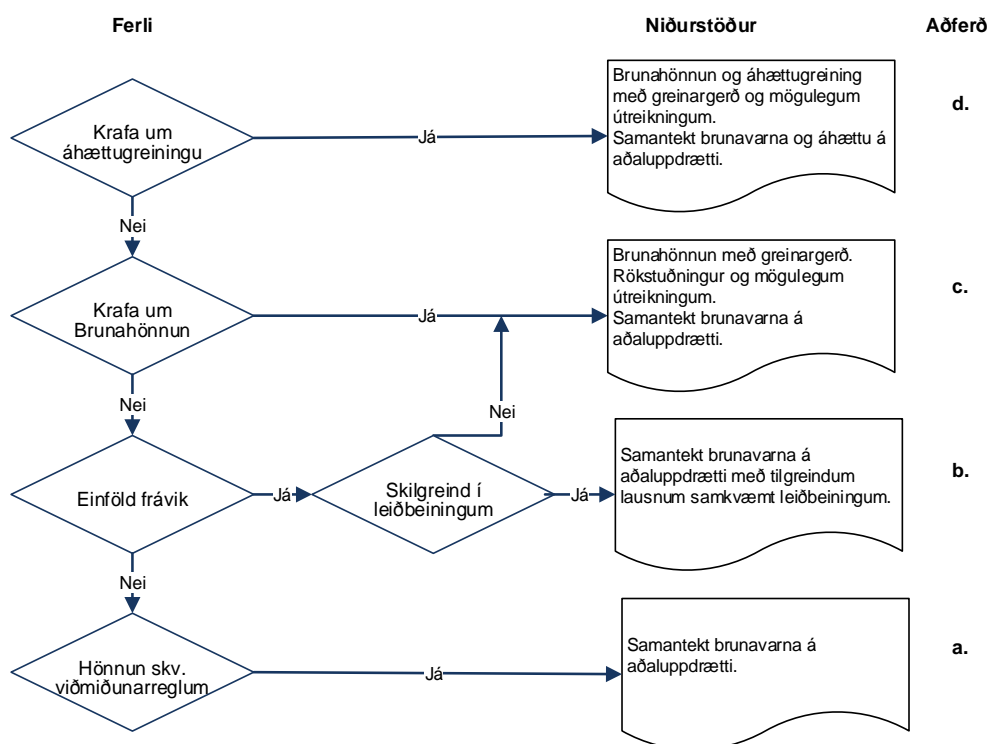 Ferli
Niðurstöður
Aðferð
Krafa um
áhættugreiningu
Já
Brunahönnun og áhættugreining
með greinargerð og mögulegum
útreikningum.
Samantekt brunavarna og áhættu á
aðaluppdrætti.
d.
Nei
Krafa um
Brunahönnun
Já
Brunahönnun með greinargerð.
Rökstuðningur og mögulegum
útreikningum.
Samantekt brunavarna á
aðaluppdrætti.
c.
Nei
Nei
Einföld frávik
Já
Skilgreind í
leiðbeiningum
Já
Samantekt brunavarna á
aðaluppdrætti með tilgreindum
lausnum samkvæmt leiðbeiningum.
b.
Nei
Hönnun skv.
viðmiðunarreglum
Já
Samantekt brunavarna á
aðaluppdrætti.
a.